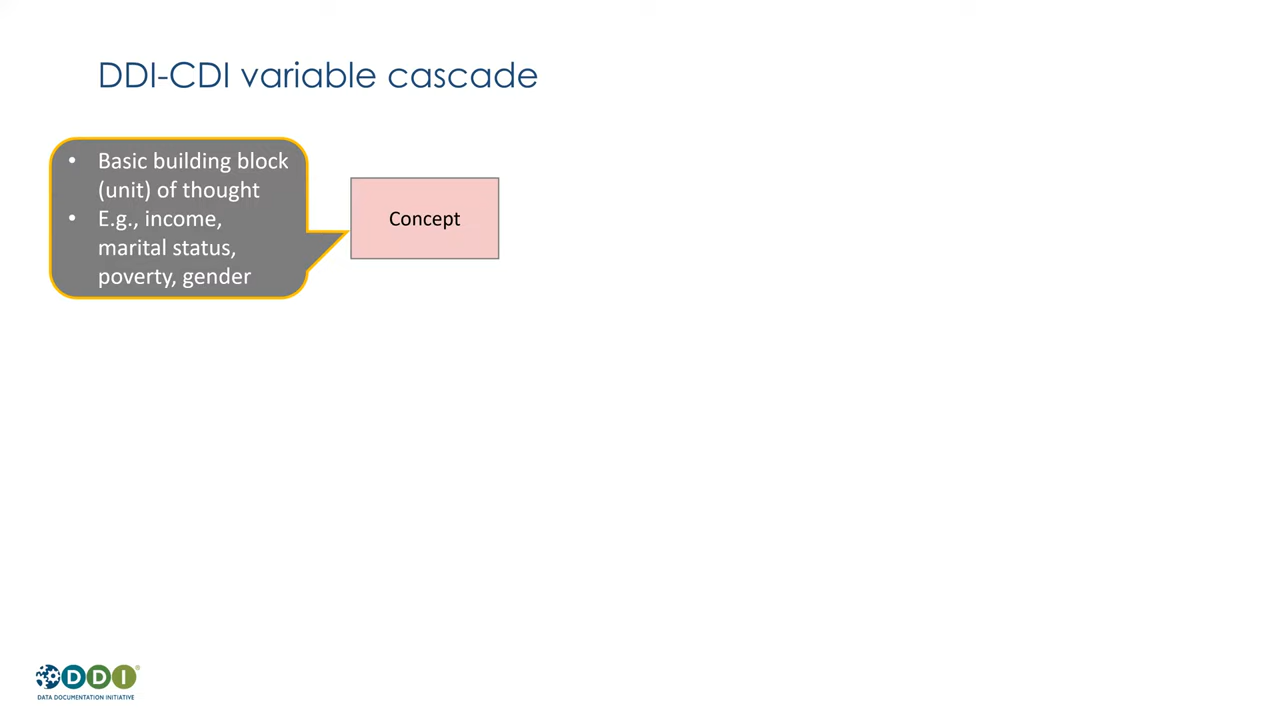 DDI-CDI variable cascade
• Basic building block
(unit) of thought
• E.g., income,
marital status,
poverty, gender
Concept
DDI®
DATA DOCUMENTATION INITIATIVE